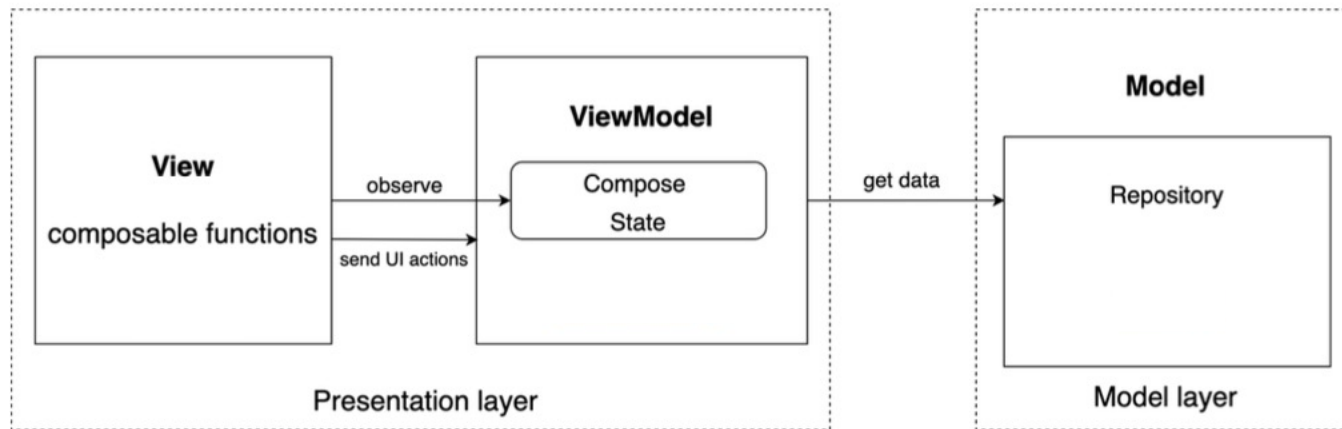 View
composable functions
observe
send UI actions
ViewModel
Compose
State
Presentation layer
get data
Model
Repository
Model layer